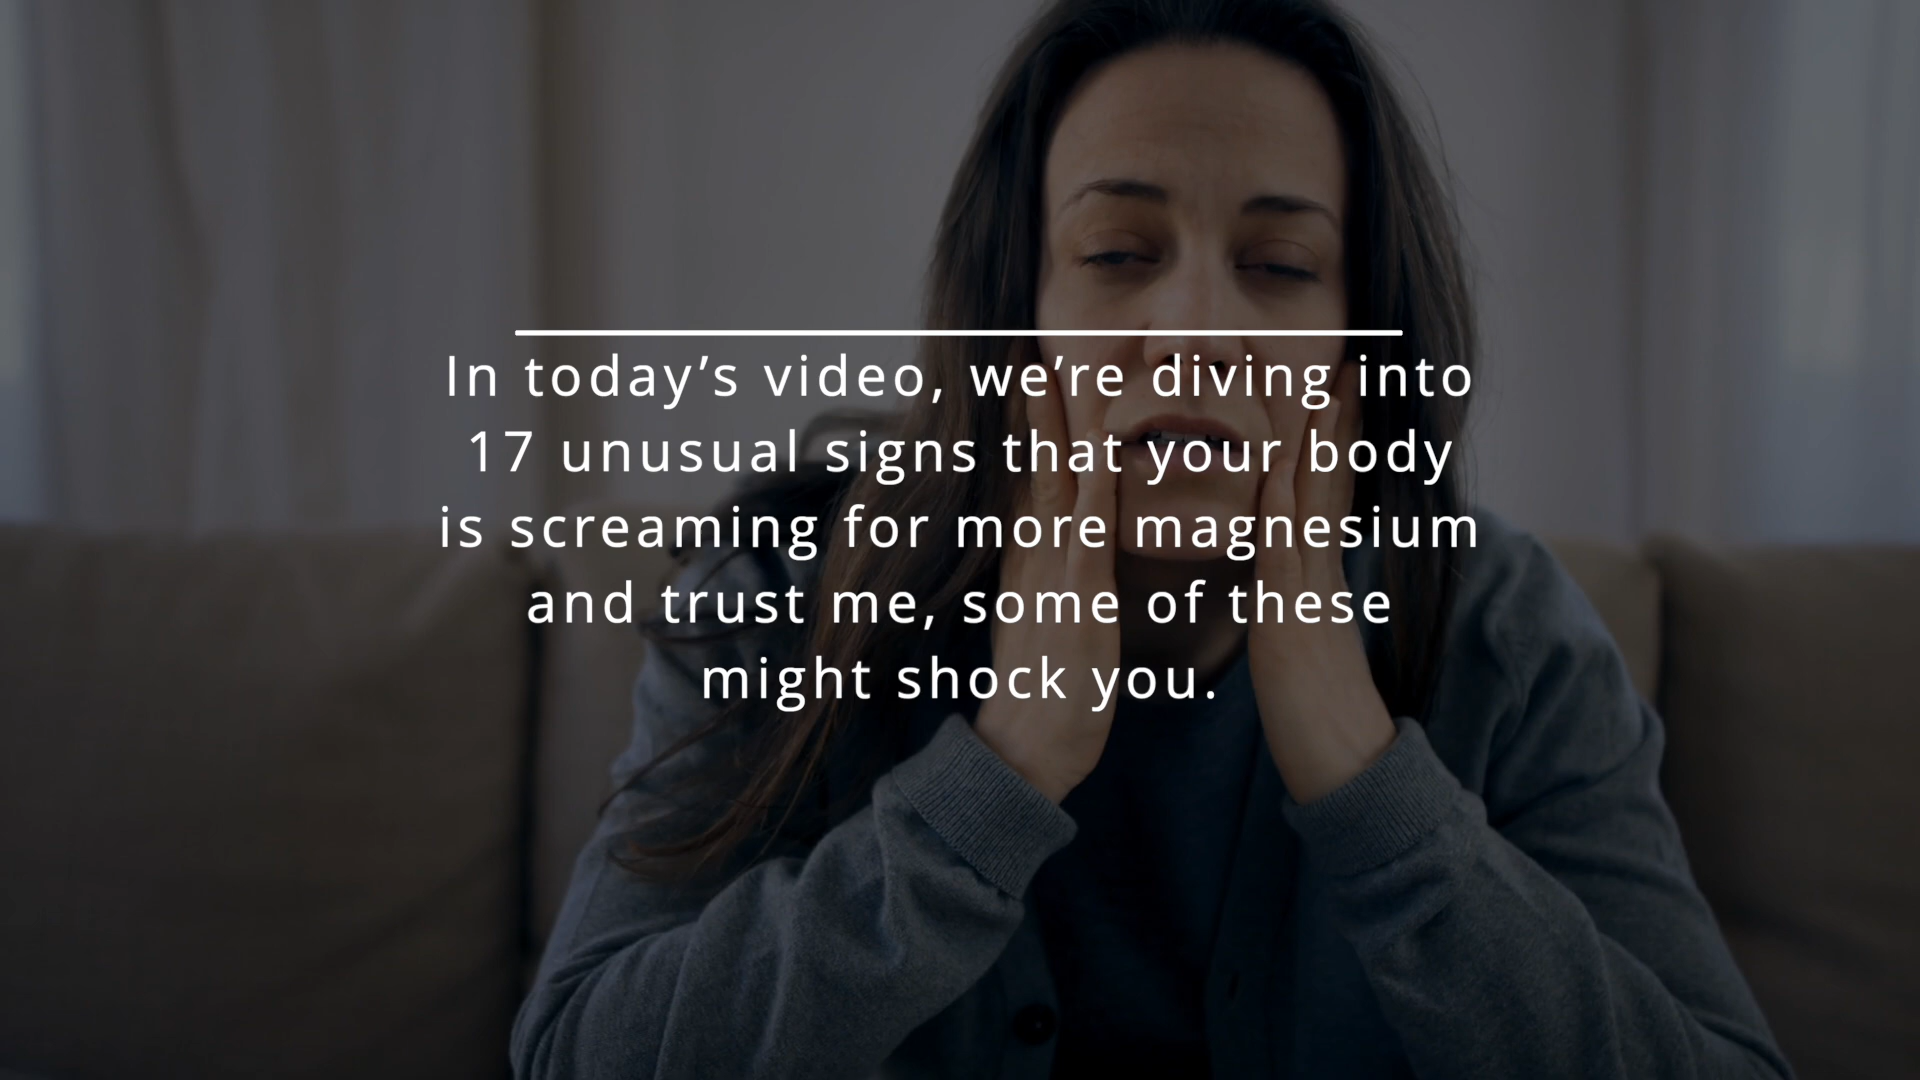 In today’s video, we’re diving into
17 unusual signs that your body
is screaming for more magnesium
and trust me, some of these
might shock you.